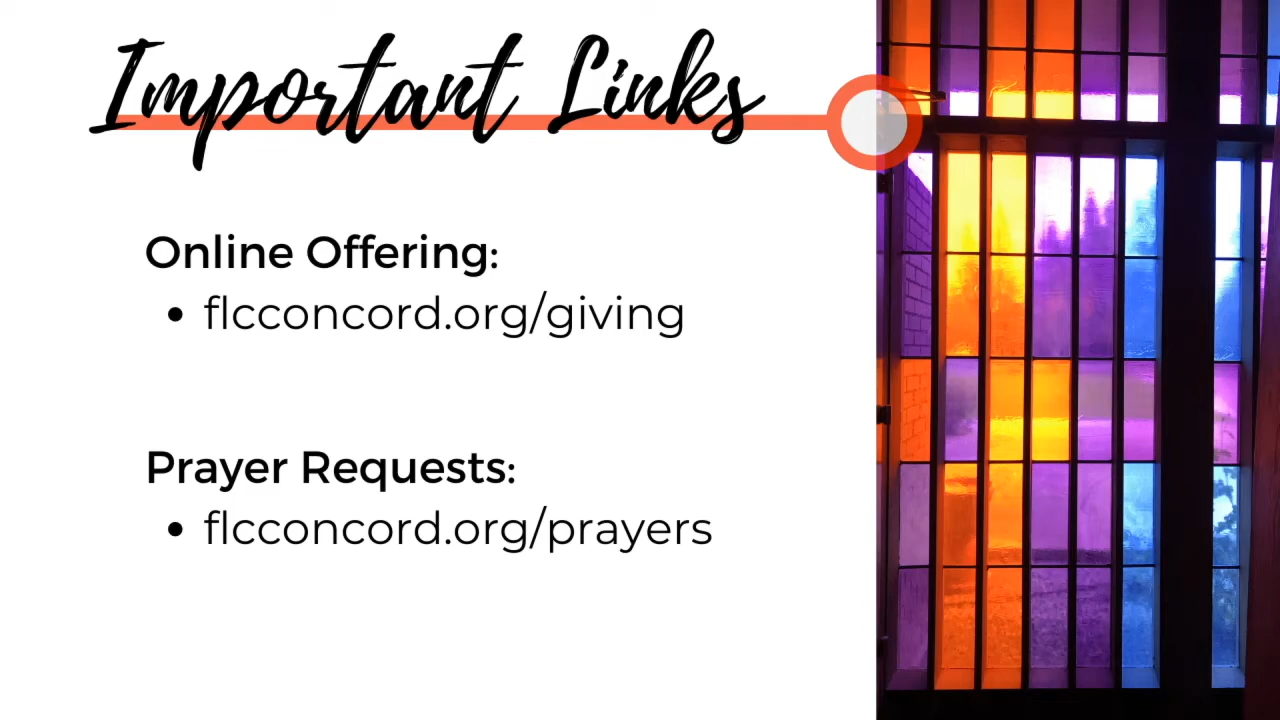 Important Links
Online Offering:
• flcconcord.org/giving
Prayer Requests:
• flcconcord.org/prayers